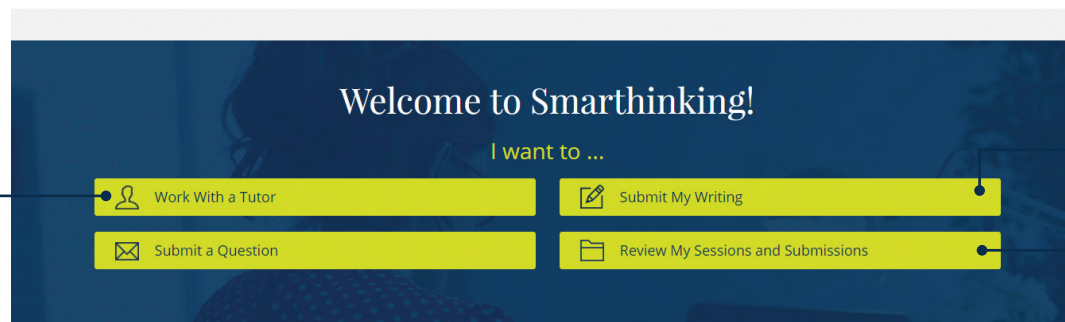 Welcome to Smarthinking!
I want to ...
Work With a Tutor
Submit My Writing
Submit a Question
Review My Sessions and Submissions